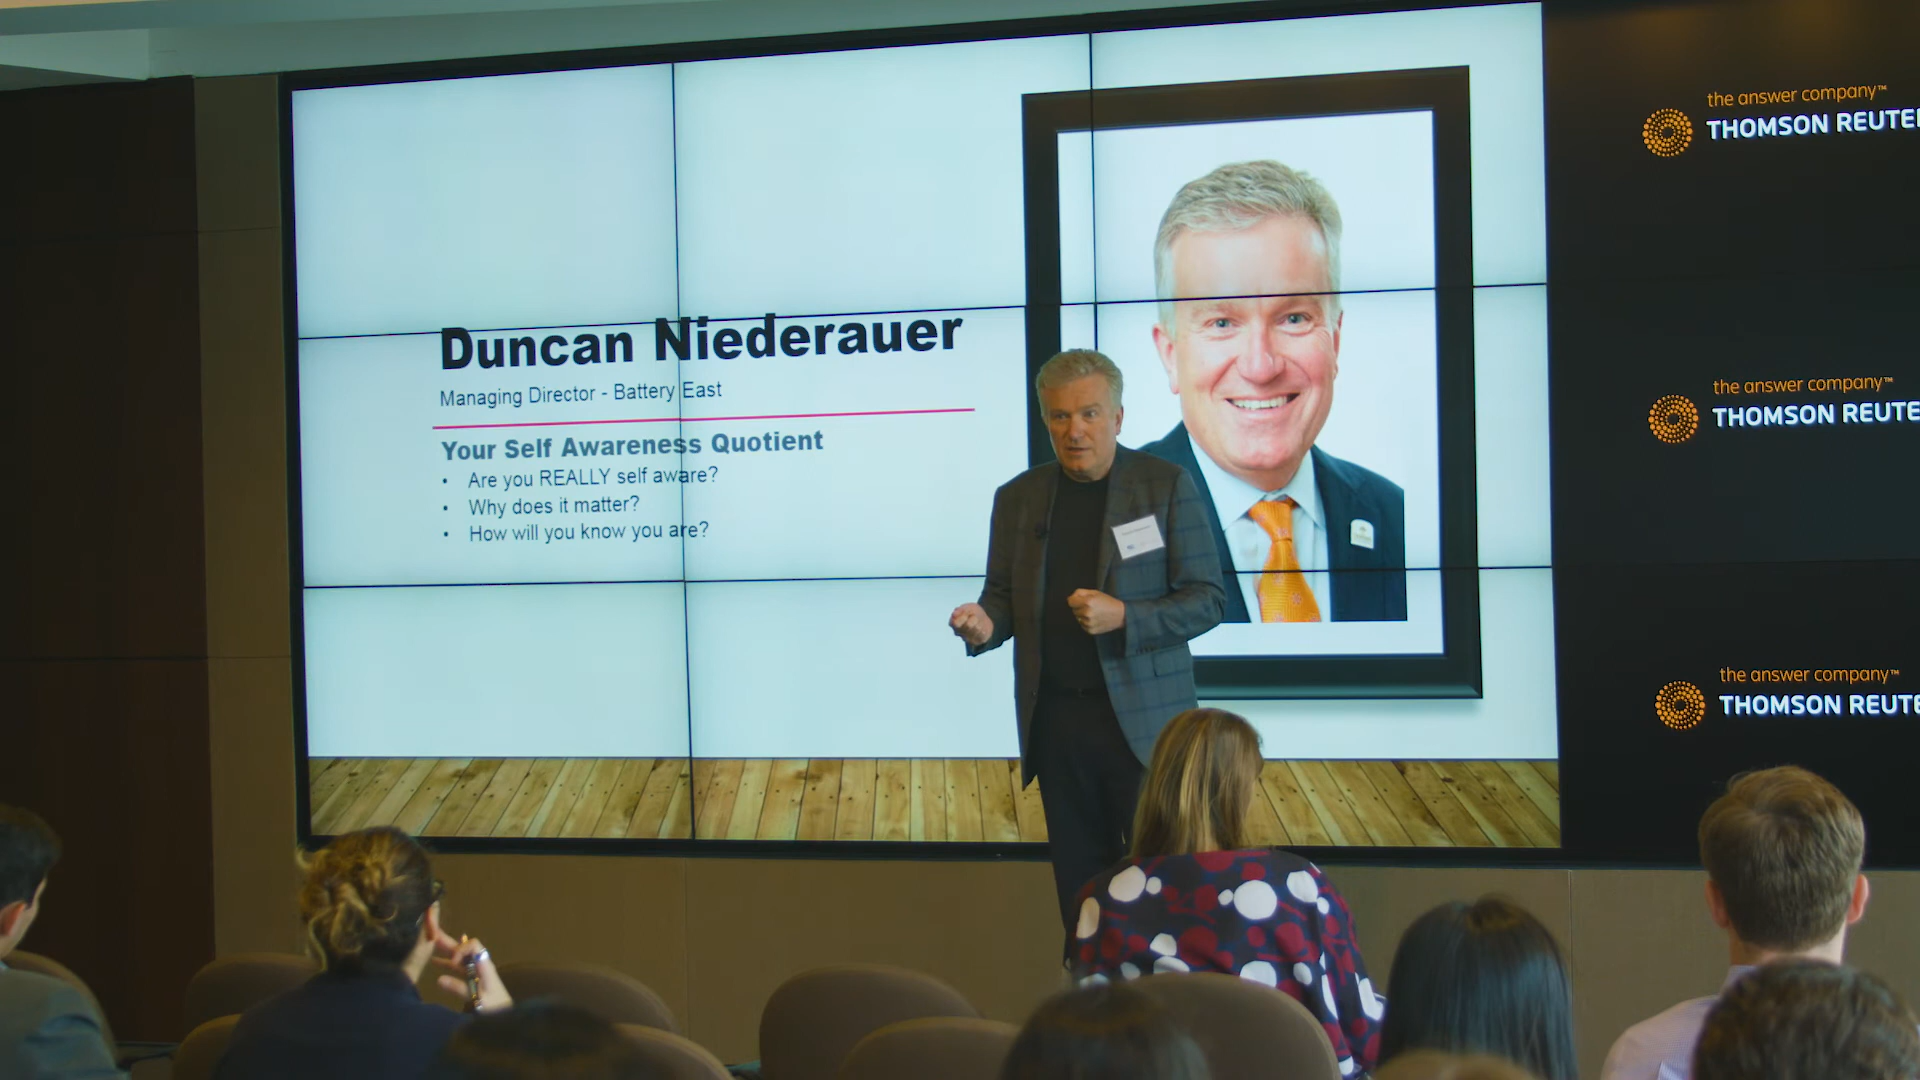 Duncan Niederauer
Managing Director - Battery East
Your Self Awareness Quotient
• Are you REALLY self aware?
• Why does it matter?
• How will you know you are?
the answer company™
THOMSON REUTE
the answer company™
THOMSON REUTE
the answer company™
THOMSON REUTE